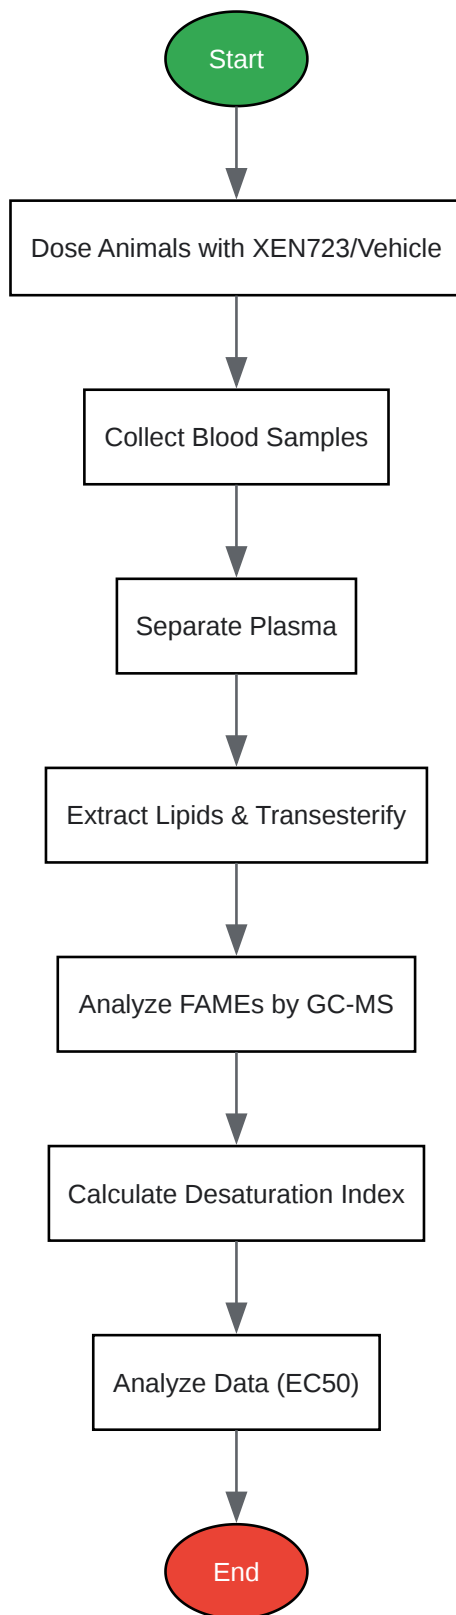 Start
Dose Animals with XEN723/Vehicle
Collect Blood Samples
Separate Plasma
Extract Lipids & Transesterify
Analyze FAMEs by GC-MS
Calculate Desaturation Index
Analyze Data (EC50)
End